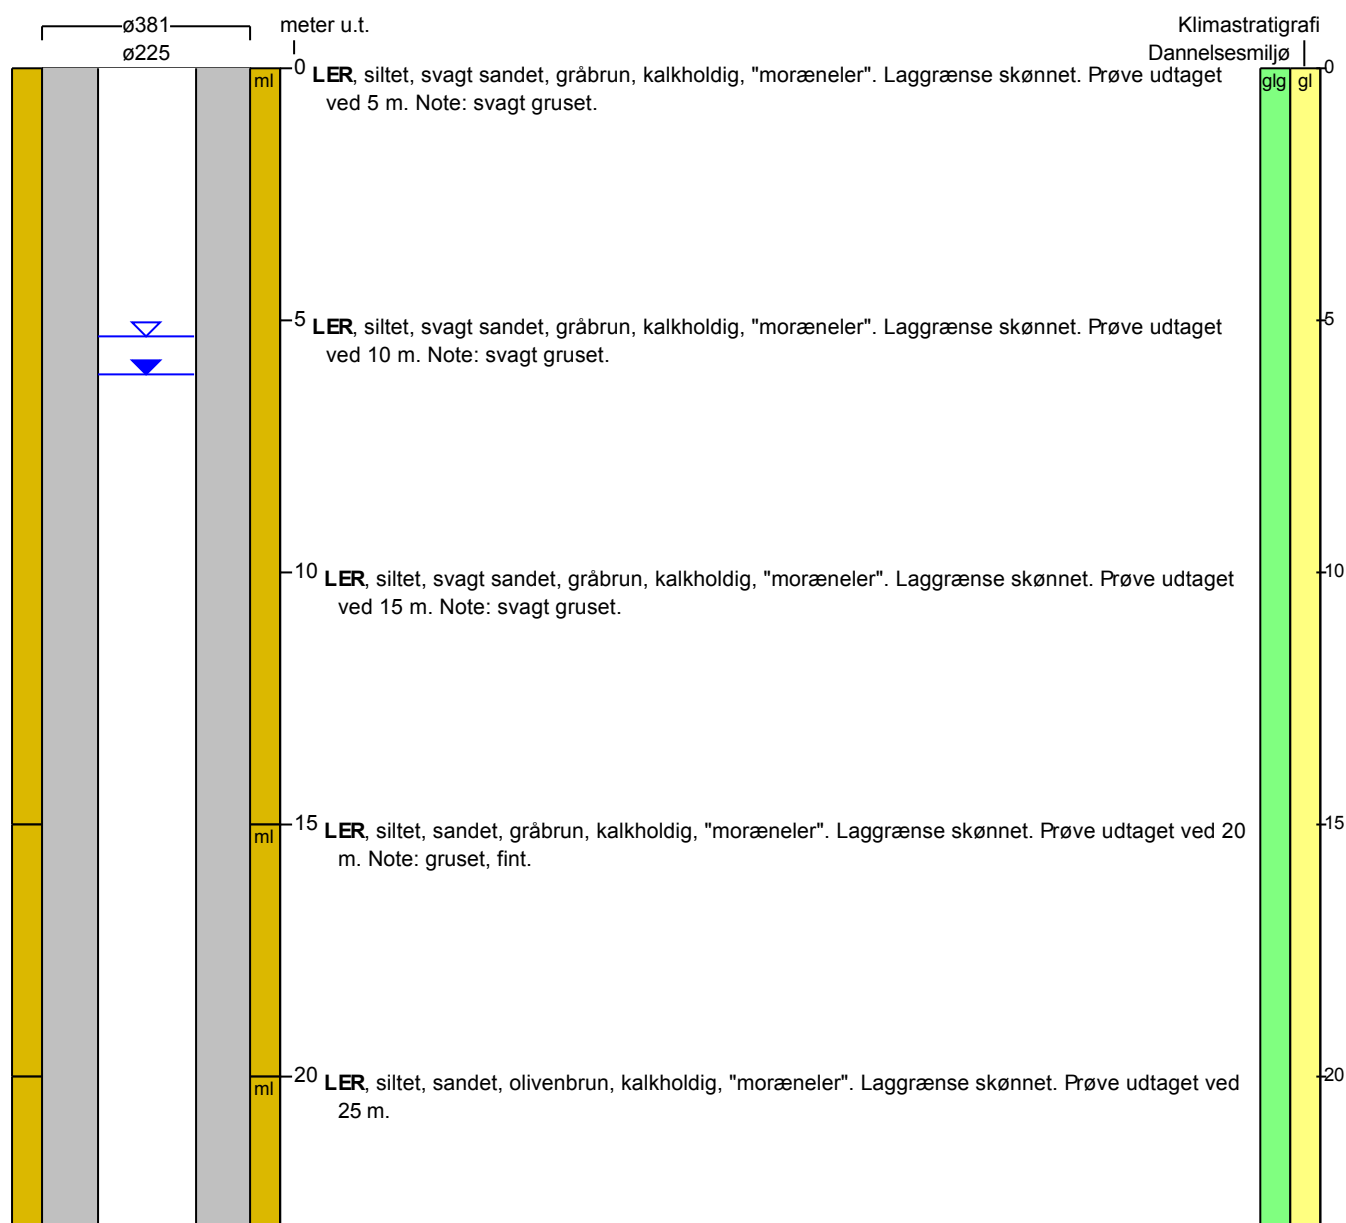 ø381 meter u.t. Klimastratigrafi
ø225 Dannelsesmiljø
0 LER, siltet, svagt sandet, gråbrun, kalkholdig, "moræneler". Laggrænse skønnet. Prøve udtaget 0
ml ved 5 m. Note: svagt gruset. glg gl
5 LER, siltet, svagt sandet, gråbrun, kalkholdig, "moræneler". Laggrænse skønnet. Prøve udtaget 5
ved 10 m. Note: svagt gruset.
10 LER, siltet, svagt sandet, gråbrun, kalkholdig, "moræneler". Laggrænse skønnet. Prøve udtaget 10
ved 15 m. Note: svagt gruset.
15 LER, siltet, sandet, gråbrun, kalkholdig, "moræneler". Laggrænse skønnet. Prøve udtaget ved 20 15
ml m. Note: gruset, fint.
20 LER, siltet, sandet, olivenbrun, kalkholdig, "moræneler". Laggrænse skønnet. Prøve udtaget ved 20
ml 25 m.